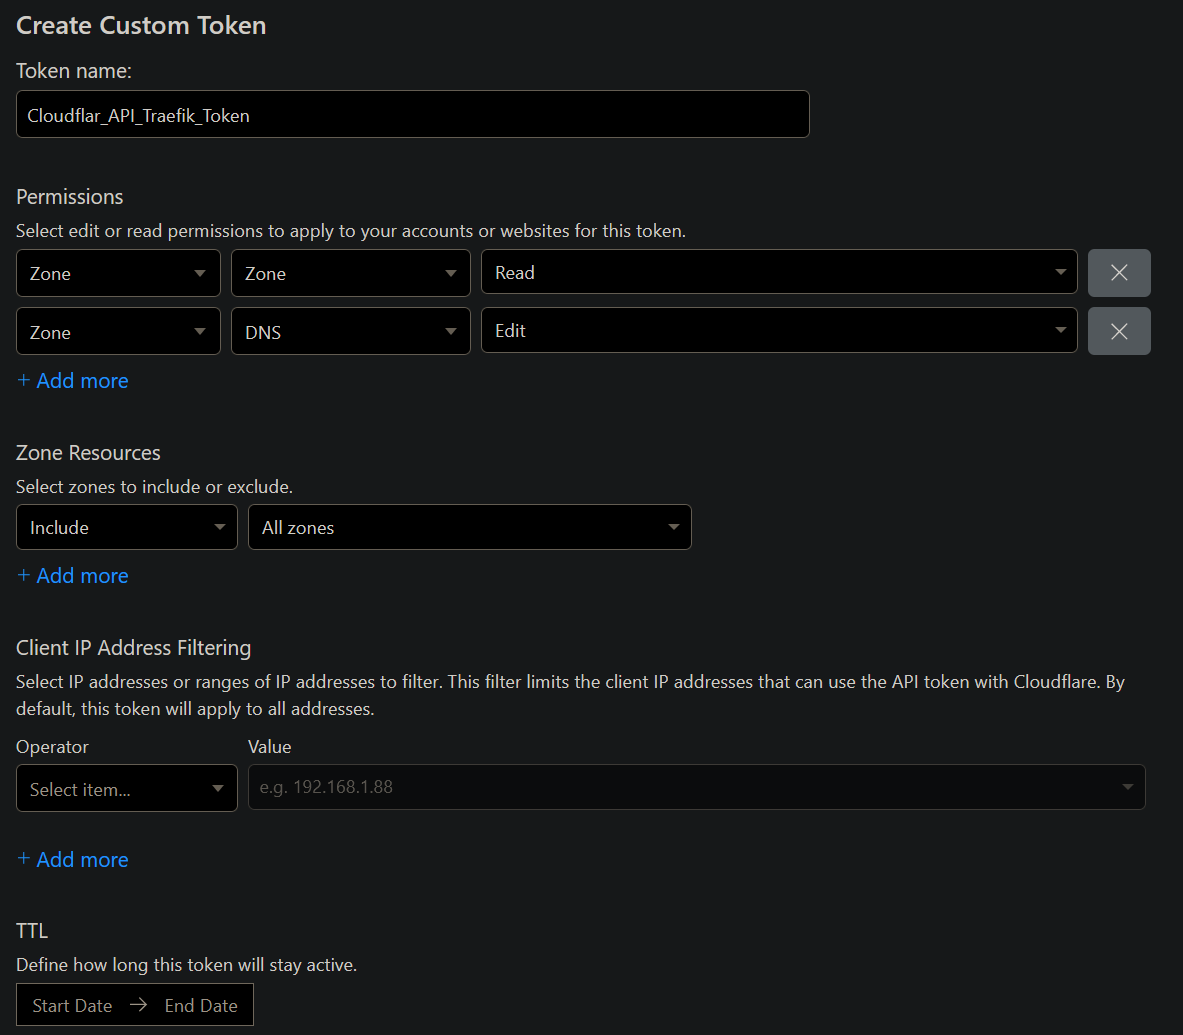 Create Custom Token
Token name:
Cloudflar_API_Traefik_Token
Permissions
Select edit or read permissions to apply to your accounts or websites for this token.
Zone Zone Read
Zone DNS Edit
+ Add more
Zone Resources
Select zones to include or exclude.
Include All zones
+ Add more
Client IP Address Filtering
Select IP addresses or ranges of IP addresses to filter. This filter limits the client IP addresses that can use the API token with Cloudflare. By
default, this token will apply to all addresses.
Operator Value
Select item... e.g. 192.168.1.88
+ Add more
TTL
Define how long this token will stay active.
Start Date → End Date